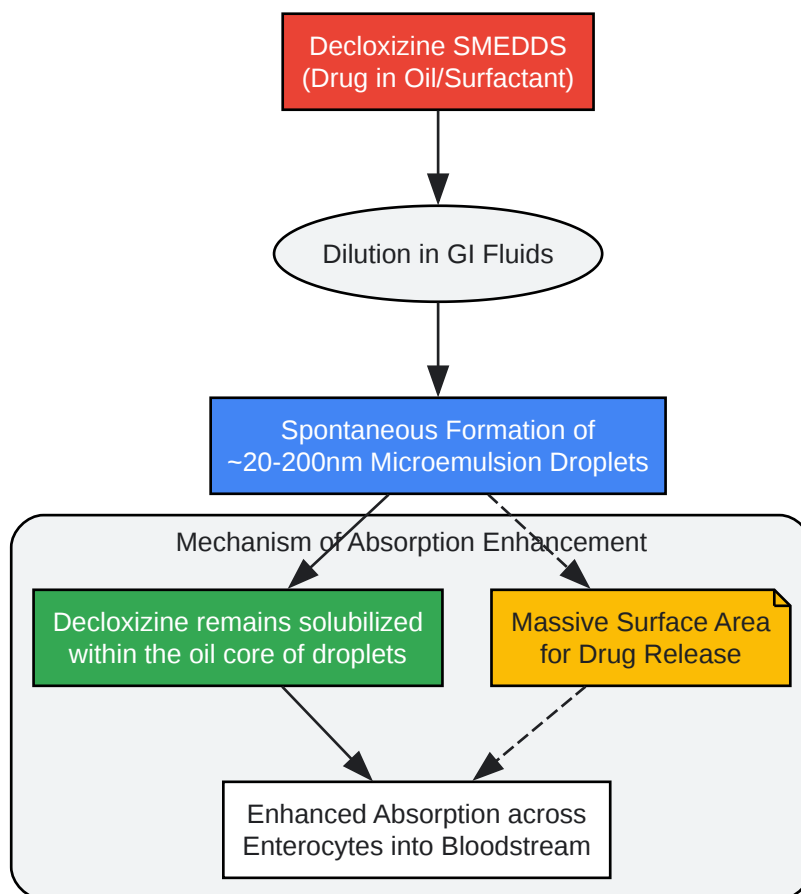 Decloxizine SMEDDS
(Drug in Oil/Surfactant)
Dilution in GI Fluids
Spontaneous Formation of
~20-200nm Microemulsion Droplets
Mechanism of Absorption Enhancement
Decloxizine remains solubilized
within the oil core of droplets
Massive Surface Area
for Drug Release
Enhanced Absorption across
Enterocytes into Bloodstream